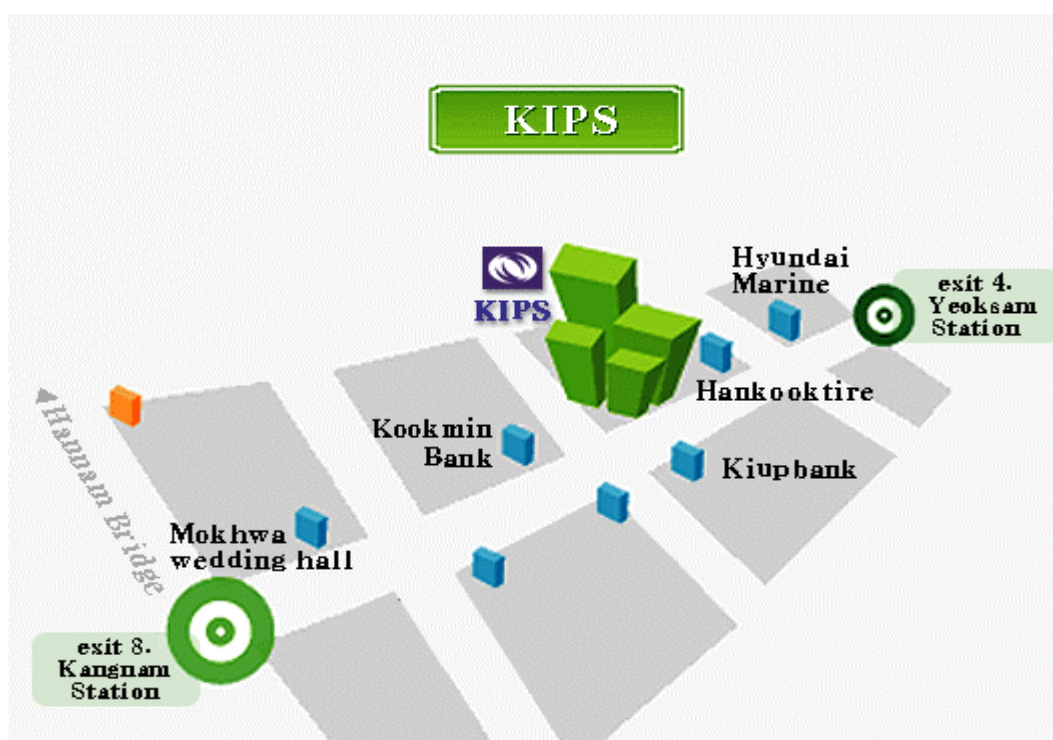 KIPS
KIPS
Hyundai
Marine
exit 4.
Yeoksam
Station
Hankooktire
Kookmin
Bank
Kiupbank
Hannam Bridge
Mokhwa
wedding hall
exit 8.
Kangnam
Station